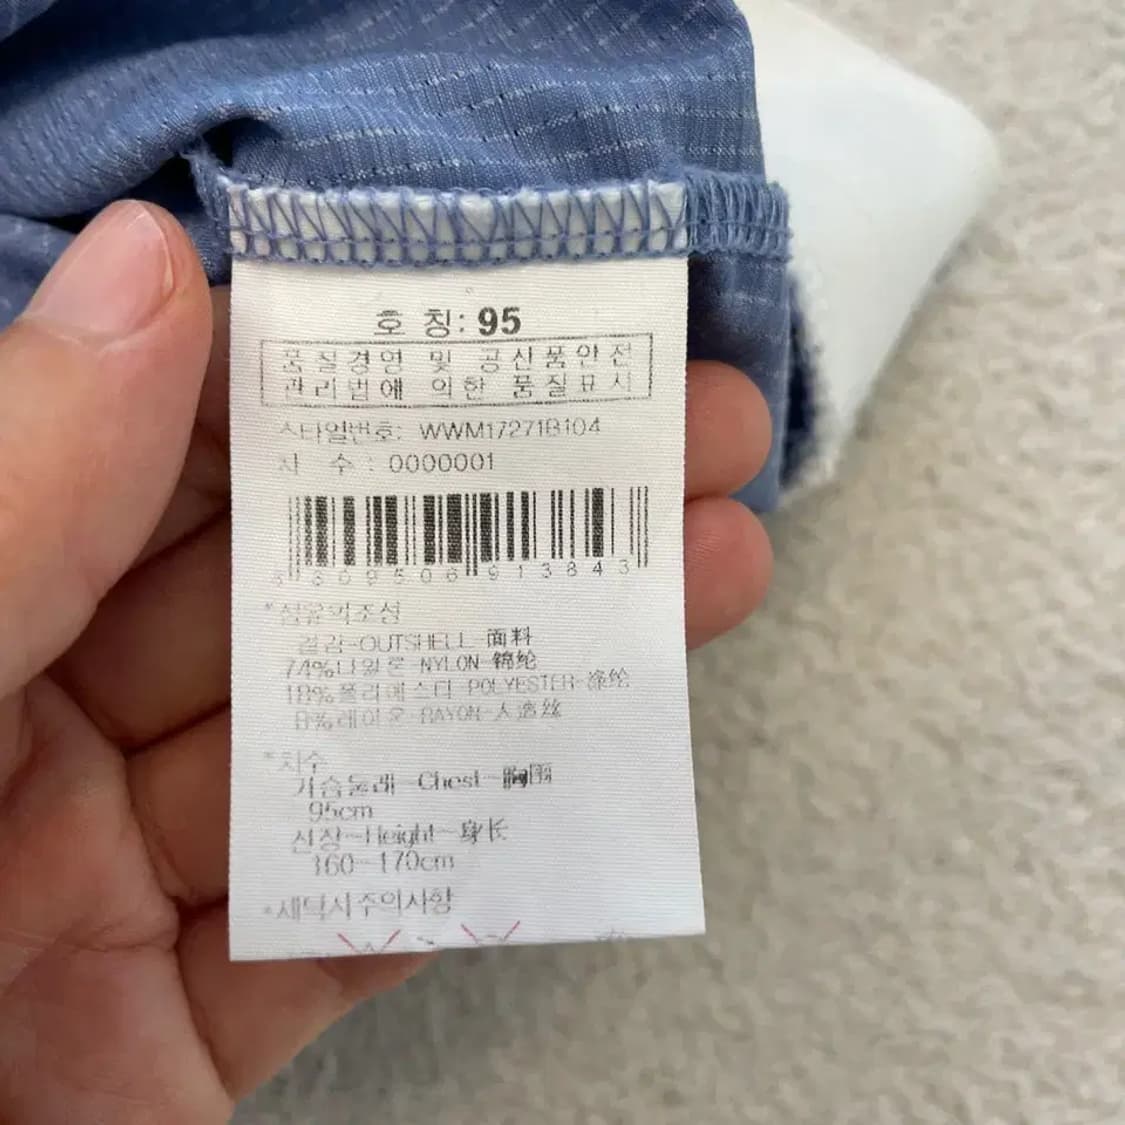 호 칭: 95
품질경영 및 공산품안전
관리법에 의한 품질표시
스타일번호: WWM17271B104
차 수 : 0000001
8809506913843
*섬유의조성
겉감-OUTSHELL 面料
74%나일론-NYLON-锦纶
18%폴리에스터-POLYESTER-涤纶
8%레이온-RAYON-人造丝
*치수
가슴둘레-Chest-胸围
95cm
신장-Height-身长
160-170cm
*세탁시주의사항